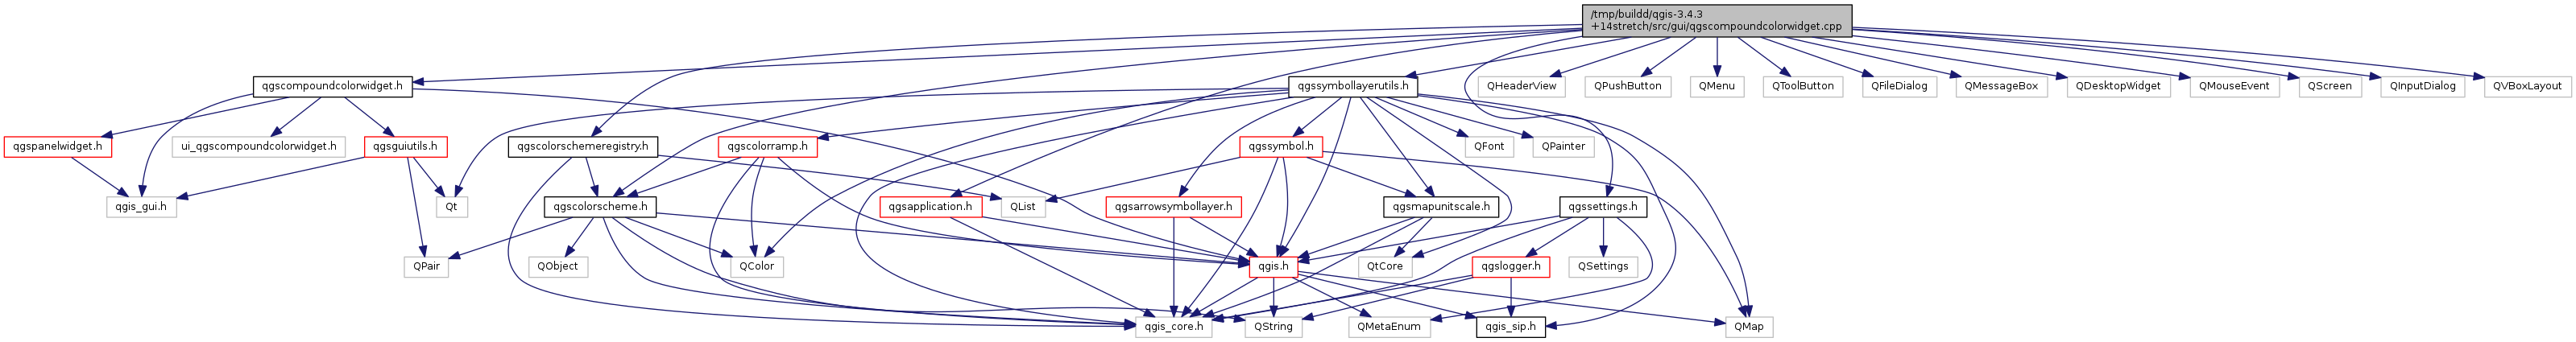 /tmp/buildd/qgis-3.4.3
+14stretch/src/gui/qgscompoundcolorwidget.cpp
qgscompoundcolorwidget.h
qgssymbollayerutils.h
QHeaderView
QPushButton
QMenu
QToolButton
QFileDialog
QMessageBox
QDesktopWidget
QMouseEvent
QScreen
QInputDialog
QVBoxLayout
qgspanelwidget.h
ui_qgscompoundcolorwidget.h
qgsguiutils.h
qgscolorschemeregistry.h
qgscolorramp.h
qgssymbol.h
QFont
QPainter
qgis_gui.h
Qt
qgscolorscheme.h
qgsapplication.h
QList
qgsarrowsymbollayer.h
qgsmapunitscale.h
qgssettings.h
QPair
QObject
QColor
qgis.h
QtCore
qgslogger.h
QSettings
qgis_core.h
QString
QMetaEnum
qgis_sip.h
QMap